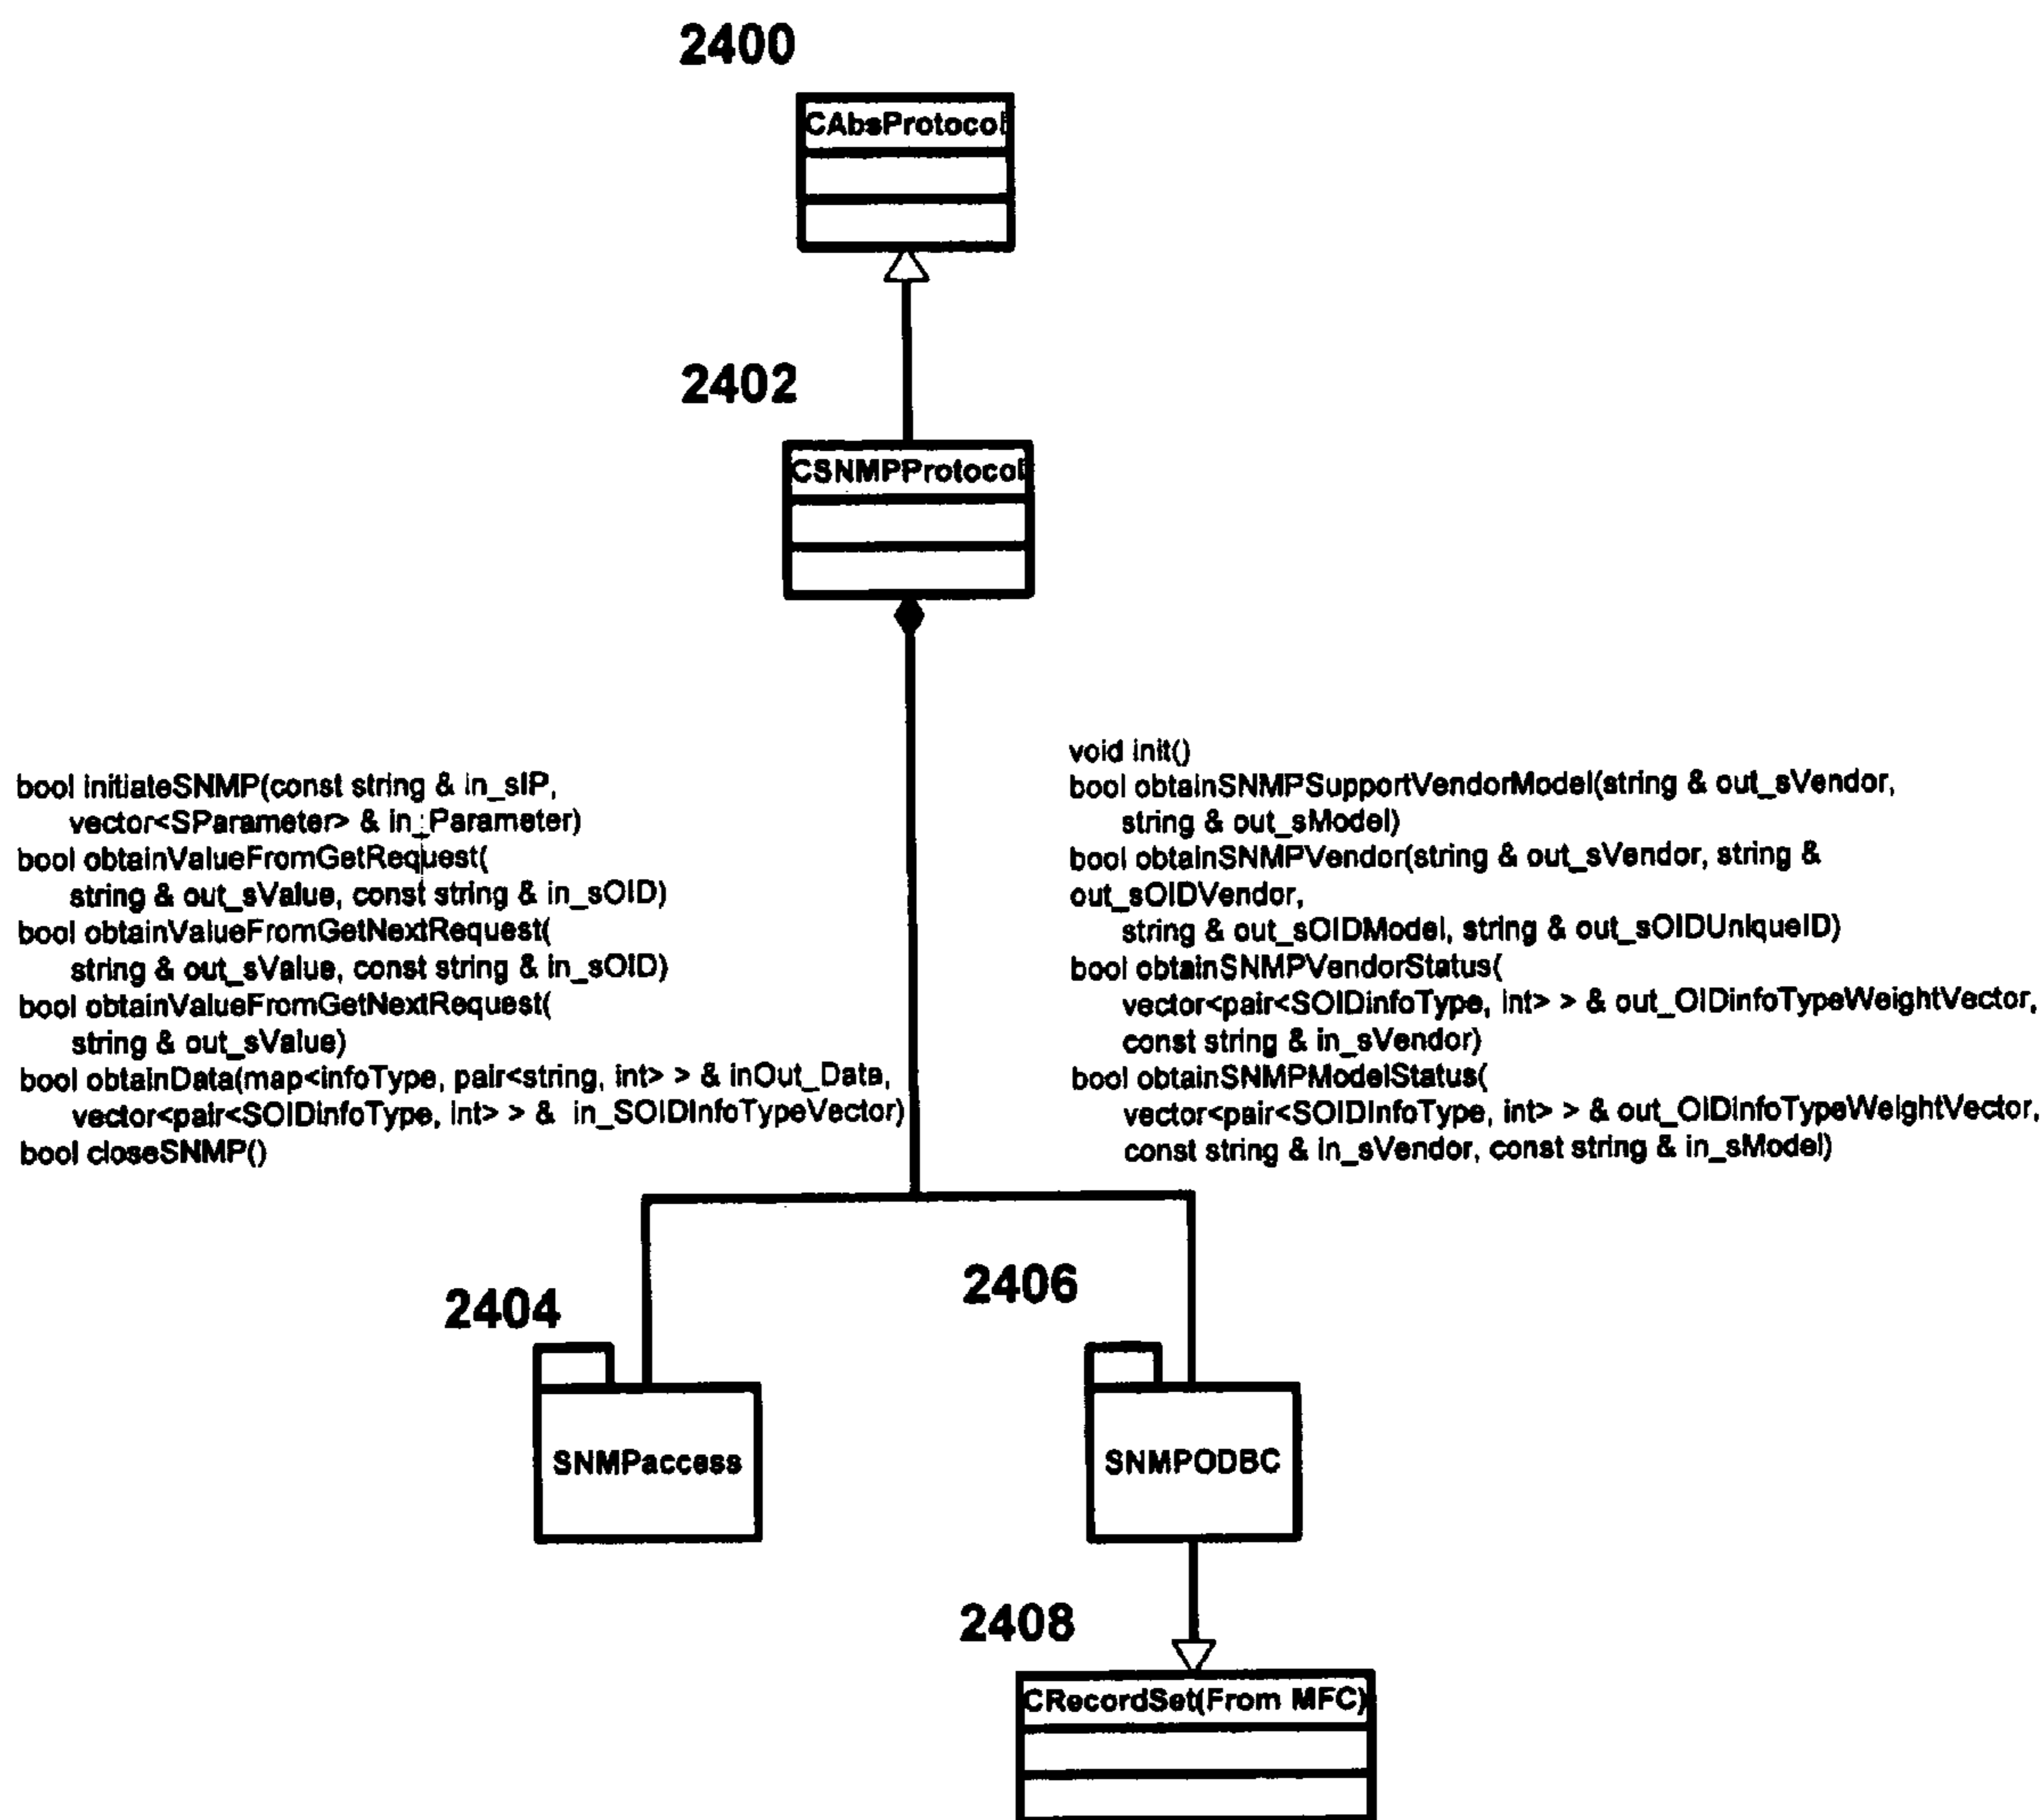 2400
CAbsProtocol
2402
CSNMPProtocol
bool initiateSNMP(const string & in_sIP,
vector<SParameter> & in_Parameter)
bool obtainValueFromGetRequest(
string & out_sValue, const string & in_sOID)
bool obtainValueFromGetNextRequest(
string & out_sValue, const string & in_sOID)
bool obtainValueFromGetNextRequest(
string & out_sValue)
bool obtainData(map<infoType, pair<string, int> > & inOut_Data,
vector<pair<SOIDinfoType, int> > & in_SOIDInfoTypeVector)
bool closeSNMP()
void init()
bool obtainSNMPSupportVendorModel(string & out_sVendor,
string & out_sModel)
bool obtainSNMPVendor(string & out_sVendor, string &
out_sOIDVendor,
string & out_sOIDModel, string & out_sOIDUniqueID)
bool obtainSNMPVendorStatus(
vector<pair<SOIDinfoType, int> > & out_OIDinfoTypeWeightVector,
const string & in_sVendor)
bool obtainSNMPModelStatus(
vector<pair<SOIDInfoType, int> > & out_OIDinfoTypeWeightVector,
const string & in_sVendor, const string & in_sModel)
2404
SNMPaccess
2406
SNMPODBC
2408
CRecordSet(From MFC)